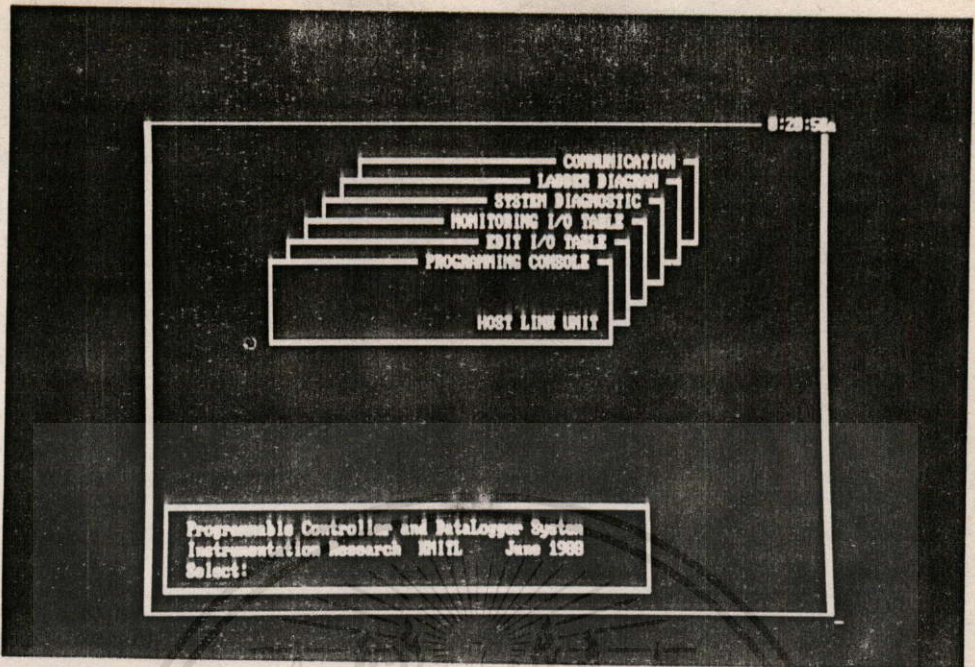 0:20:50a
COMMUNICATION
LADDER DIAGRAM
SYSTEM DIAGNOSTIC
MONITORING I/O TABLE
EDIT I/O TABLE
PROGRAMMING CONSOLE
HOST LINK UNIT
Programmable Controller and DataLogger System
Instrumentation Research KMITL June 1988
Select: